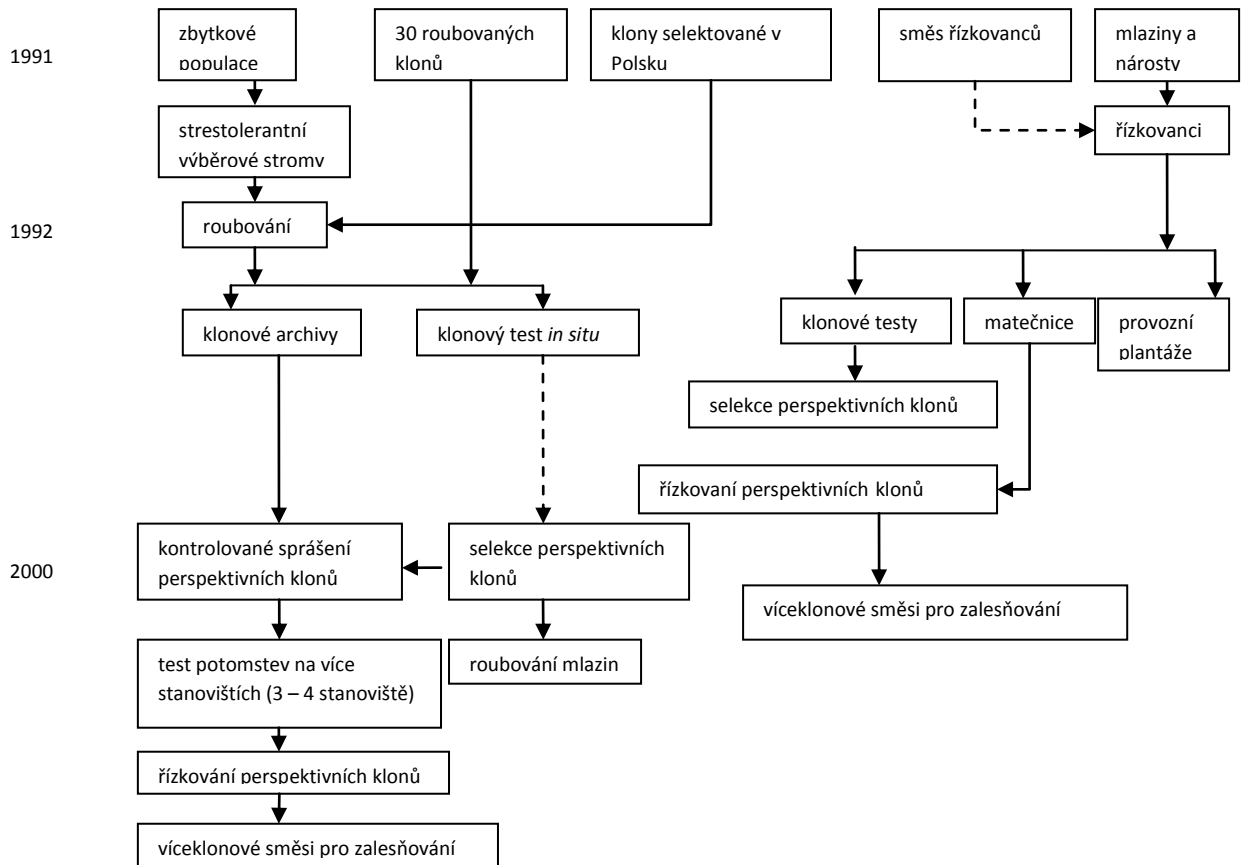 1991
zbytkové
populace
30 roubovaných
klonů
klony selektované v
Polsku
směs řízkovanců
mlaziny a
nárosty
strestolerantní
výběrové stromy
řízkovanci
1992
roubování
klonové archivy
klonový test in situ
klonové testy
matečnice
provozní
plantáže
selekce perspektivních klonů
řízkovaní perspektivních klonů
2000
kontrolované sprášení
perspektivních klonů
selekce perspektivních
klonů
víceklonové směsi pro zalesňování
test potomstev na více
stanovištích (3 – 4 stanoviště)
roubování mlazin
řízkování perspektivních klonů
víceklonové směsi pro zalesňování